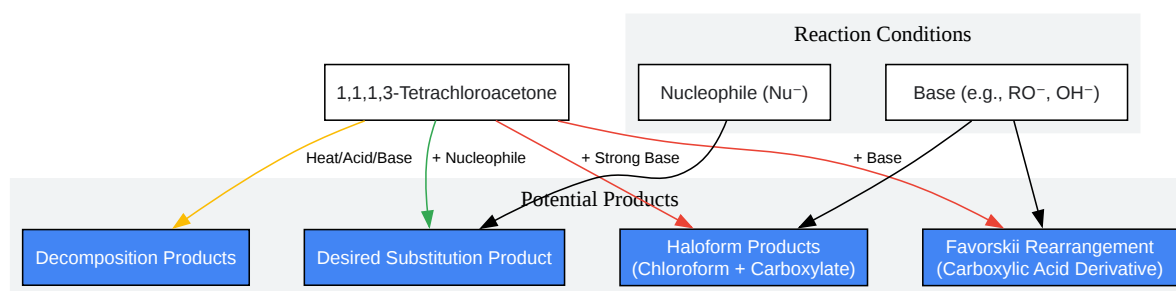 Reaction Conditions
1,1,1,3-Tetrachloroacetone
Nucleophile (Nu⁻)
Base (e.g., RO⁻, OH⁻)
Heat/Acid/Base
+ Nucleophile
+ Strong Base
+ Base
Potential Products
Decomposition Products
Desired Substitution Product
Haloform Products
(Chloroform + Carboxylate)
Favorskii Rearrangement
(Carboxylic Acid Derivative)